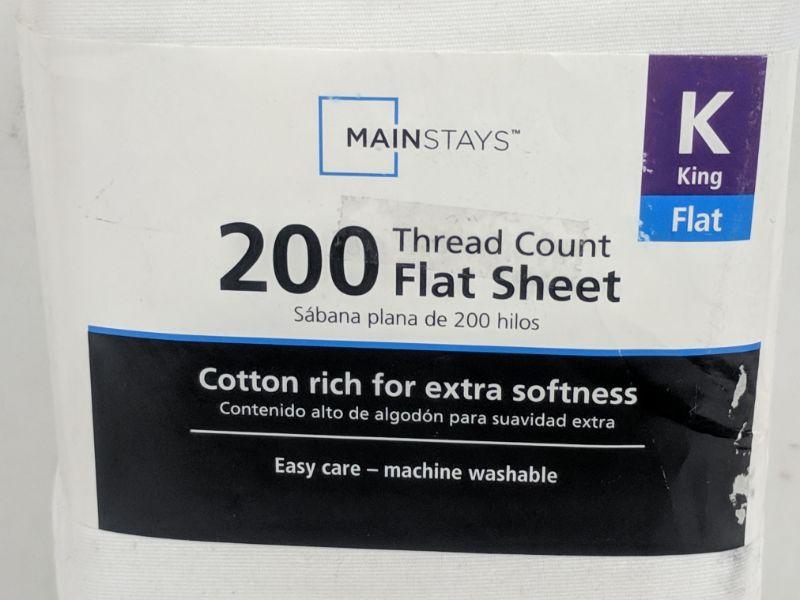 MAINSTAYS™
K
King
Flat
200 Thread Count
Flat Sheet
Sábana plana de 200 hilos
Cotton rich for extra softness
Contenido alto de algodón para suavidad extra
Easy care – machine washable